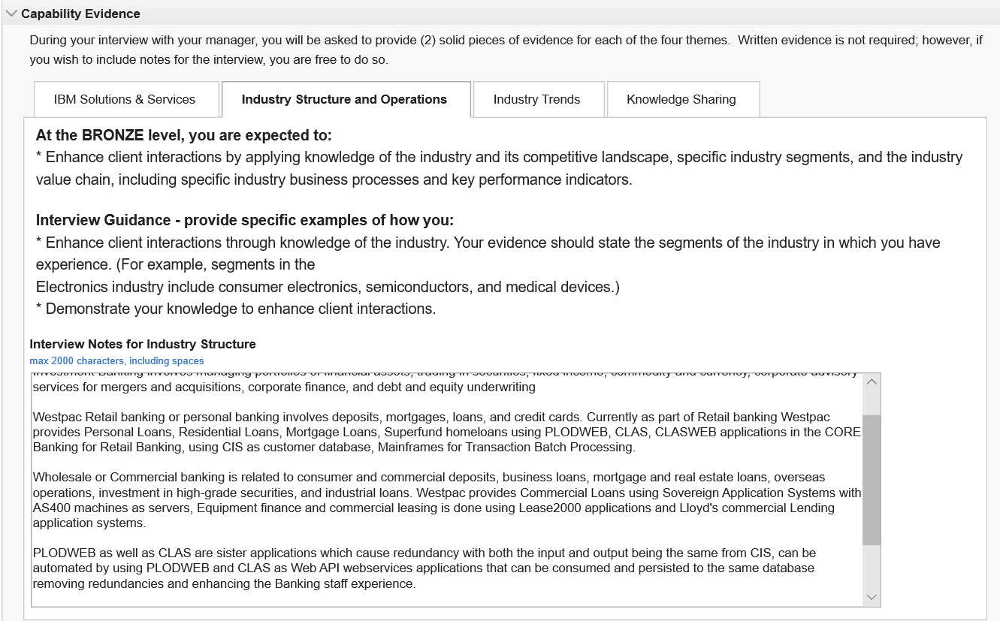 Capability Evidence
During your interview with your manager, you will be asked to provide (2) solid pieces of evidence for each of the four themes.  Written evidence is not required; however, if
you wish to include notes for the interview, you are free to do so.
IBM Solutions & Services
Industry Structure and Operations
Industry Trends
Knowledge Sharing
At the BRONZE level, you are expected to:
* Enhance client interactions by applying knowledge of the industry and its competitive landscape, specific industry segments, and the industry
value chain, including specific industry business processes and key performance indicators.
Interview Guidance - provide specific examples of how you:
* Enhance client interactions through knowledge of the industry. Your evidence should state the segments of the industry in which you have
experience. (For example, segments in the
Electronics industry include consumer electronics, semiconductors, and medical devices.)
* Demonstrate your knowledge to enhance client interactions.
Interview Notes for Industry Structure
max 2000 characters, including spaces
Investment Banking involves managing portfolios of financial assets, trading in securities, fixed income, commodity and currency, corporate advisory
services for mergers and acquisitions, corporate finance, and debt and equity underwriting
Westpac Retail banking or personal banking involves deposits, mortgages, loans, and credit cards. Currently as part of Retail banking Westpac
provides Personal Loans, Residential Loans, Mortgage Loans, Superfund homeloans using PLODWEB, CLAS, CLASWEB applications in the CORE
Banking for Retail Banking, using CIS as customer database, Mainframes for Transaction Batch Processing.
Wholesale or Commercial banking is related to consumer and commercial deposits, business loans, mortgage and real estate loans, overseas
operations, investment in high-grade securities, and industrial loans. Westpac provides Commercial Loans using Sovereign Application Systems with
AS400 machines as servers, Equipment finance and commercial leasing is done using Lease2000 applications and Lloyd's commercial Lending
application systems.
PLODWEB as well as CLAS are sister applications which cause redundancy with both the input and output being the same from CIS, can be
automated by using PLODWEB and CLAS as Web API webservices applications that can be consumed and persisted to the same database
removing redundancies and enhancing the Banking staff experience.